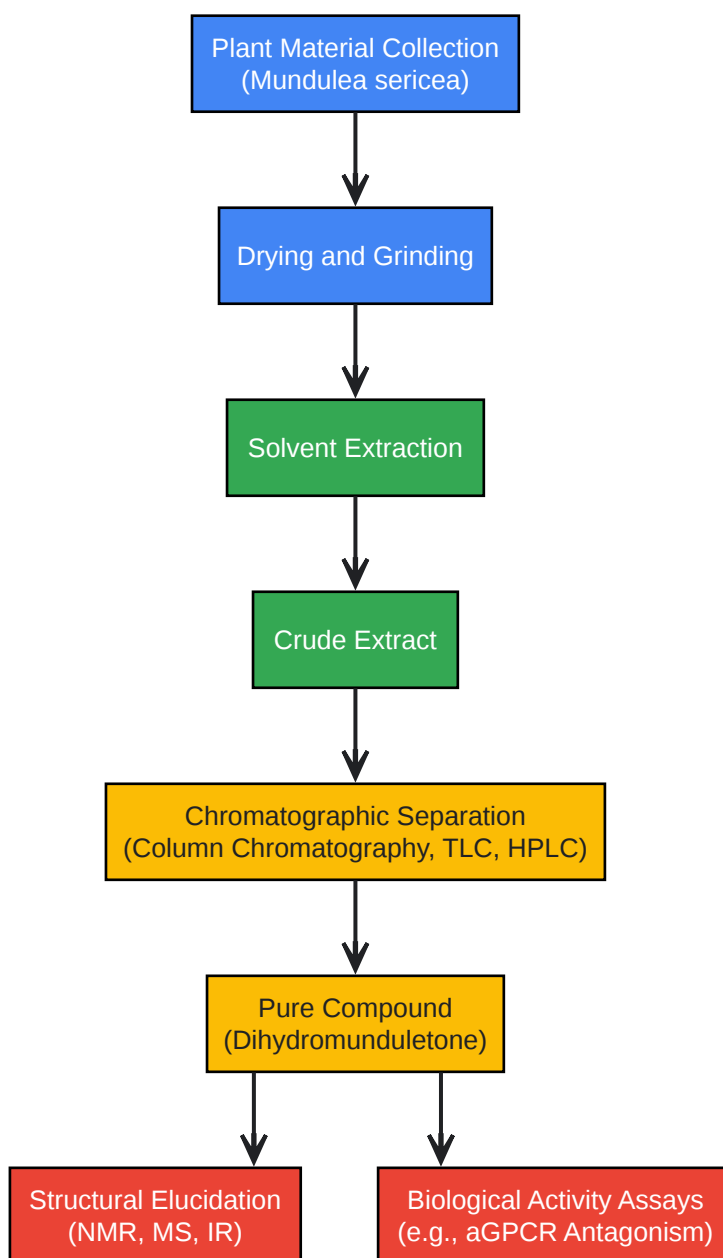 Plant Material Collection
(Mundulea sericea)
Drying and Grinding
Solvent Extraction
Crude Extract
Chromatographic Separation
(Column Chromatography, TLC, HPLC)
Pure Compound
(Dihydromunduletone)
Structural Elucidation
(NMR, MS, IR)
Biological Activity Assays
(e.g., aGPCR Antagonism)